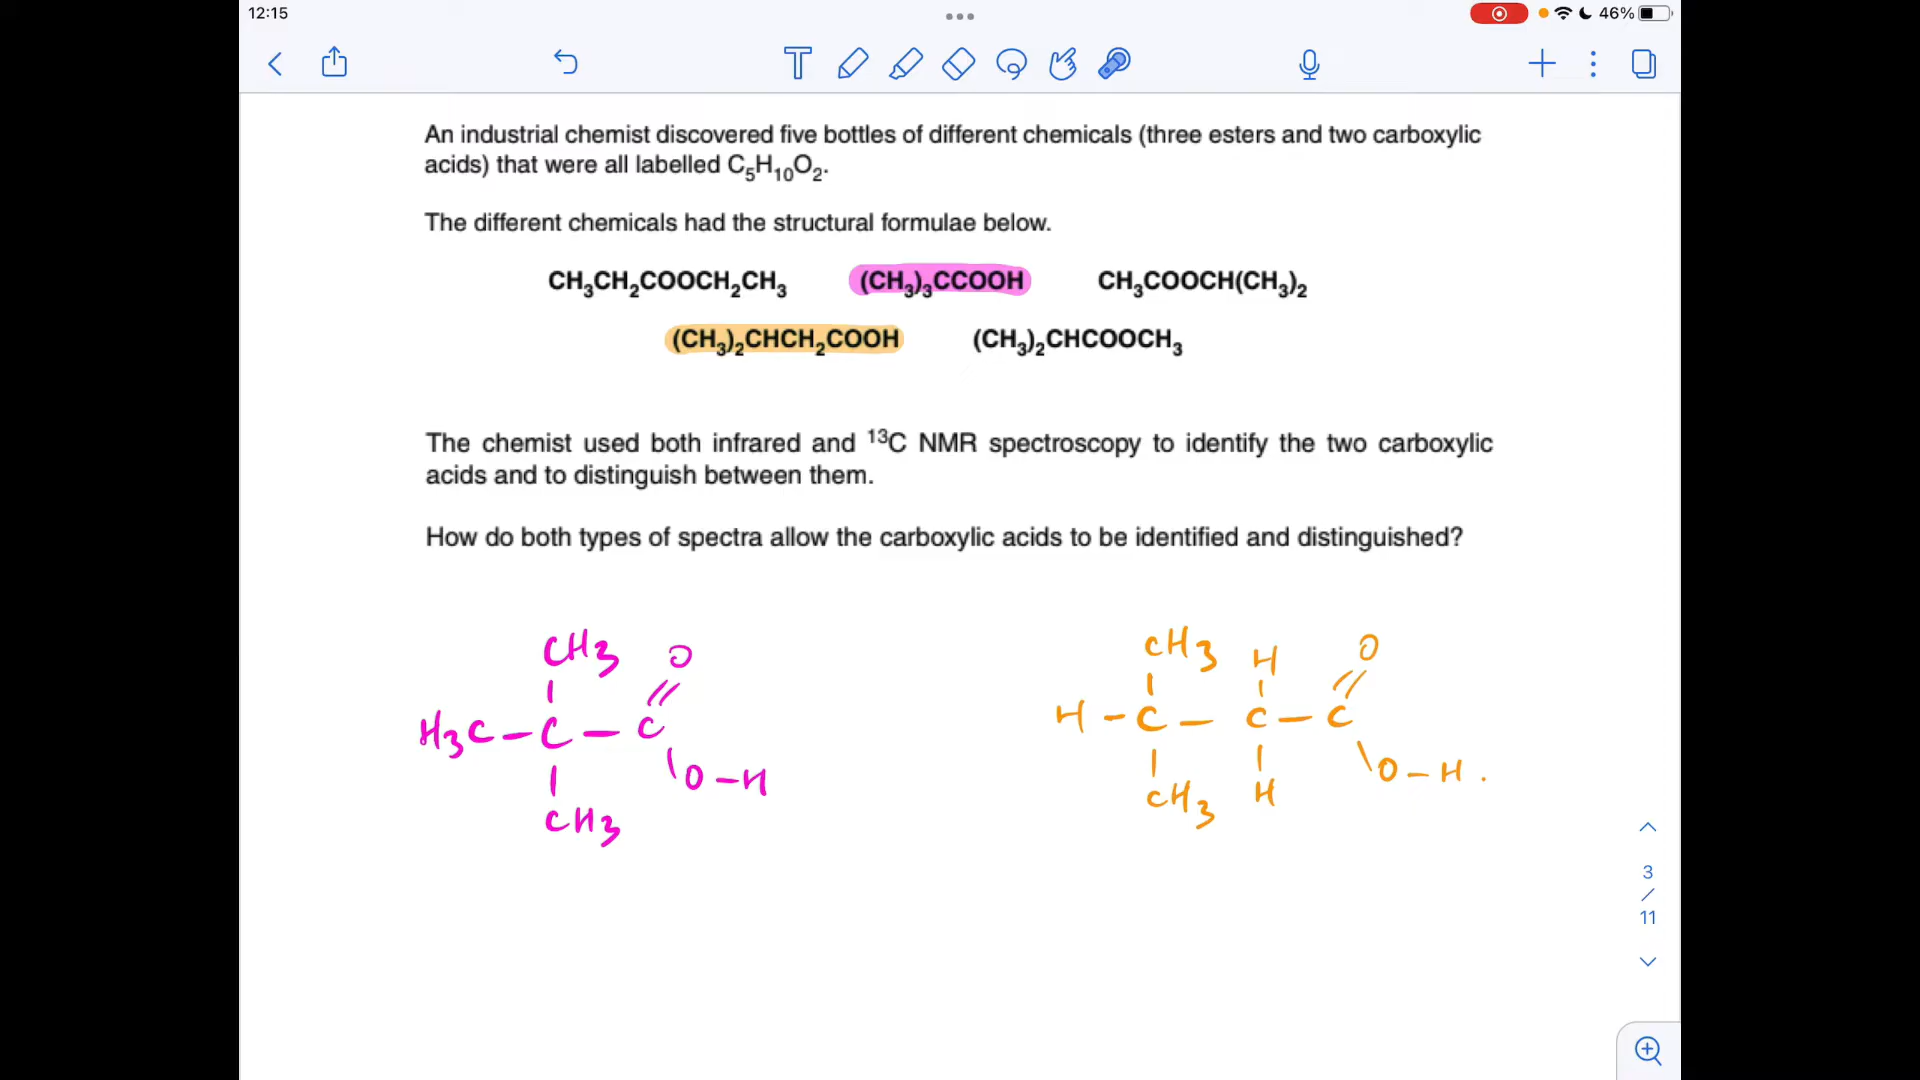 12:15
46%
An industrial chemist discovered five bottles of different chemicals (three esters and two carboxylic
acids) that were all labelled C₅H₁₀O₂.
The different chemicals had the structural formulae below.
CH₃CH₂COOCH₂CH₃ (CH₃)₃CCOOH CH₃COOCH(CH₃)₂
(CH₃)₂CHCH₂COOH (CH₃)₂CHCOOCH₃
The chemist used both infrared and ¹³C NMR spectroscopy to identify the two carboxylic
acids and to distinguish between them.
How do both types of spectra allow the carboxylic acids to be identified and distinguished?
CH₃ O
H₃C – C – C
O – H
CH₃
CH₃ H O
H – C – C – C
O – H .
CH₃ H
3
/
11